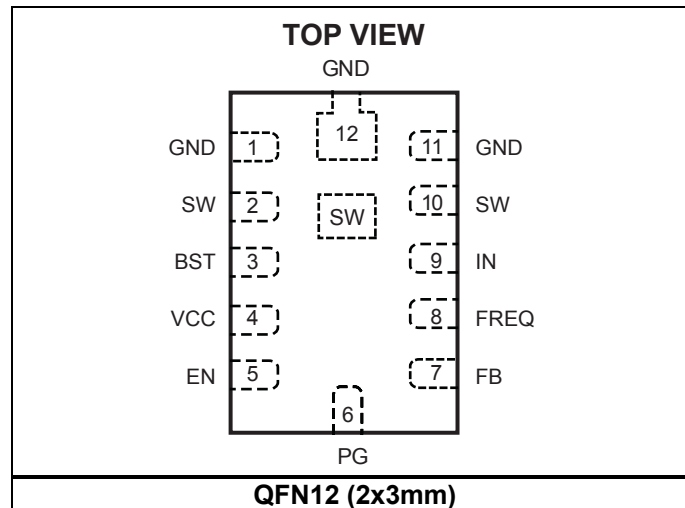 TOP VIEW
GND
12
GND 1 11 GND
SW 2 SW 10 SW
BST 3 9 IN
VCC 4 8 FREQ
EN 5 7 FB
6
PG
QFN12 (2x3mm)